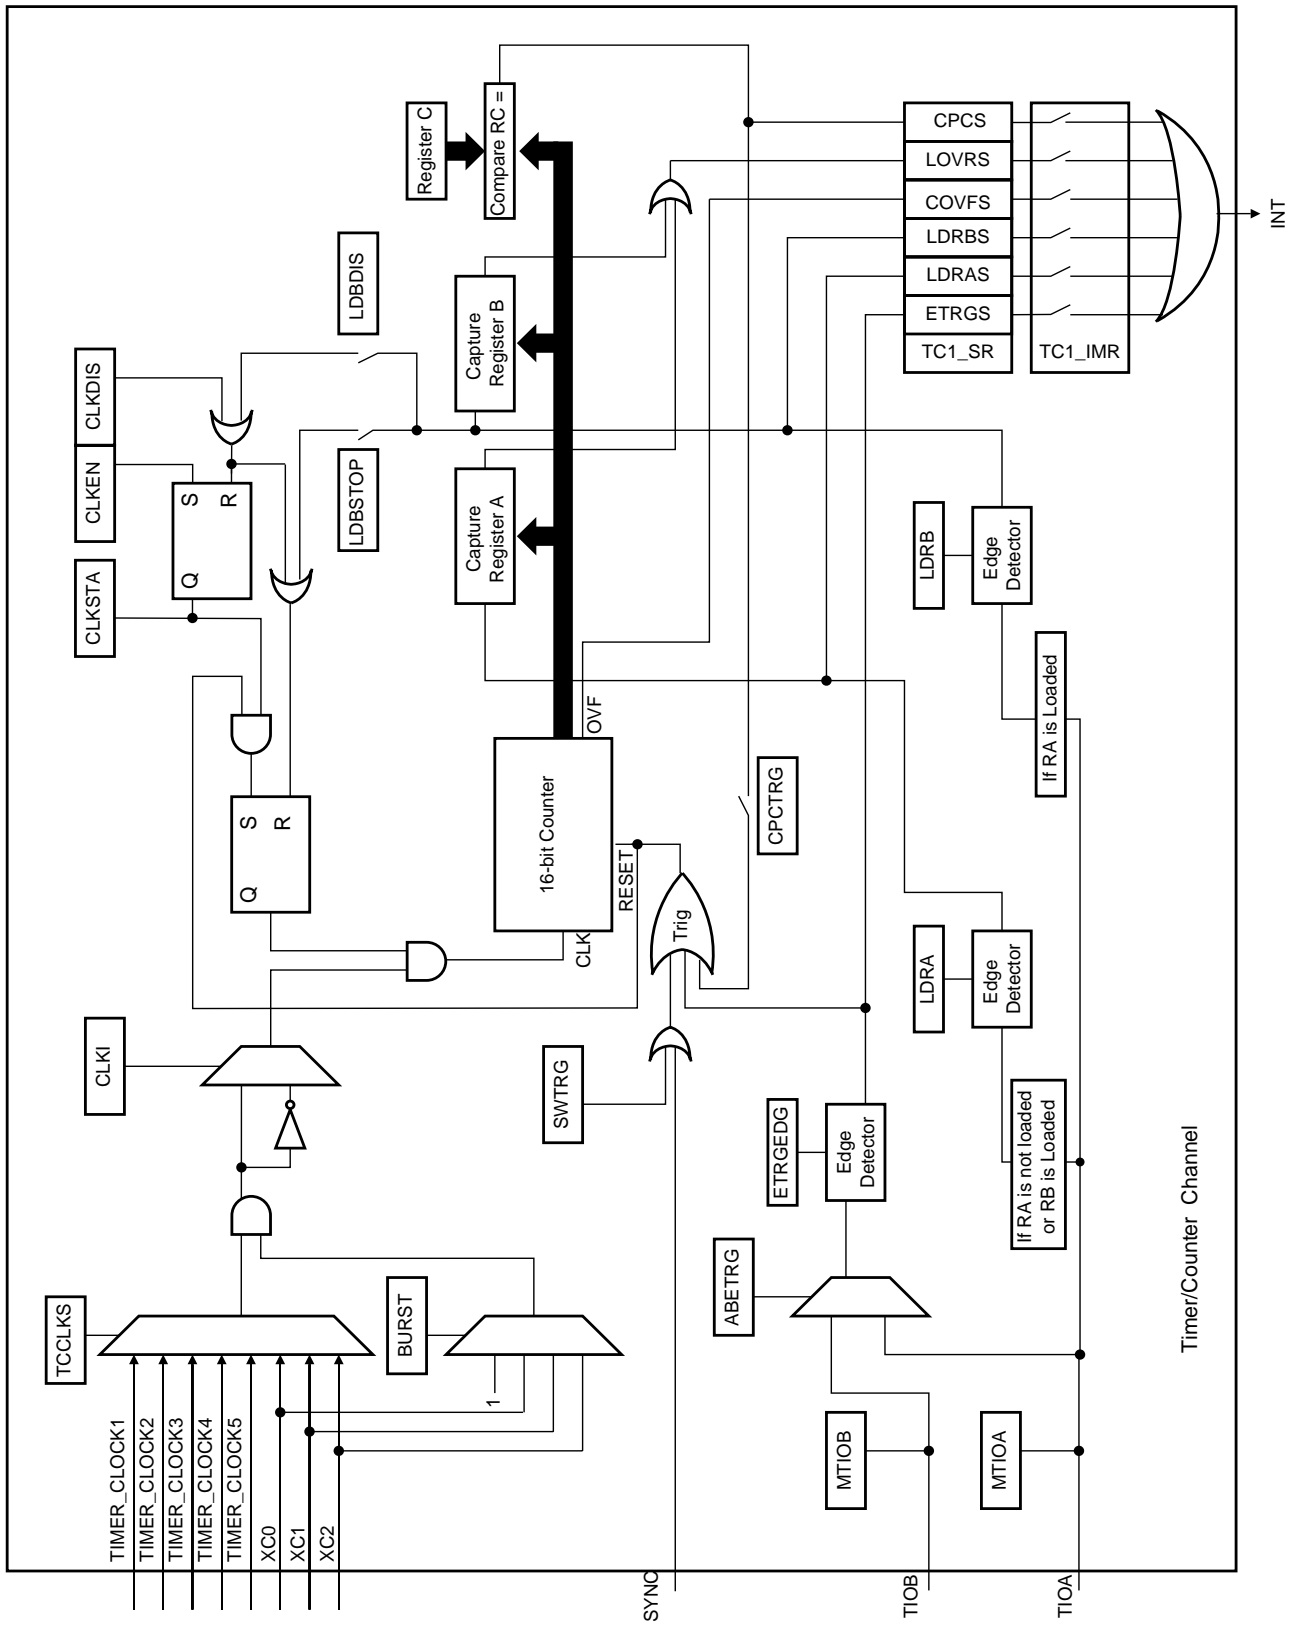 TCCLKS
TIMER_CLOCK1
TIMER_CLOCK2
TIMER_CLOCK3
TIMER_CLOCK4
TIMER_CLOCK5
XC0
XC1
XC2
CLKI
CLKSTA
CLKEN
CLKDIS
Q
S
R
Q
S
R
BURST
1
LDBSTOP
LDBDIS
Register C
Capture
Register A
Capture
Register B
Compare RC =
16-bit Counter
CLK
OVF
RESET
SWTRG
Trig
SYNC
CPCTRG
ABETRG
ETRGEDG
Edge
Detector
MTIOB
TIOB
MTIOA
TIOA
If RA is not loaded
or RB is Loaded
LDRA
Edge
Detector
If RA is Loaded
LDRB
Edge
Detector
CPCS
LOVRS
COVFS
LDRBS
LDRAS
ETRGS
TC1_SR
TC1_IMR
INT
Timer/Counter Channel